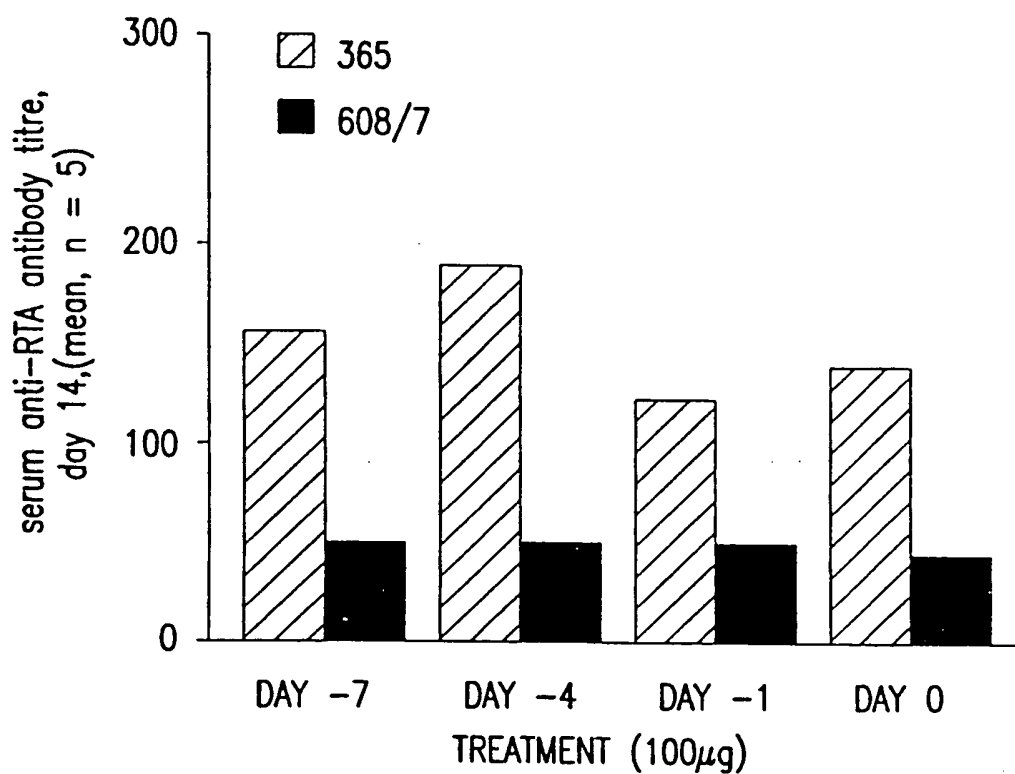 300
365
608/7
serum anti-RTA antibody titre,
day 14,(mean, n = 5)
200
100
0
DAY -7
DAY -4
DAY -1
DAY 0
TREATMENT (100µg)